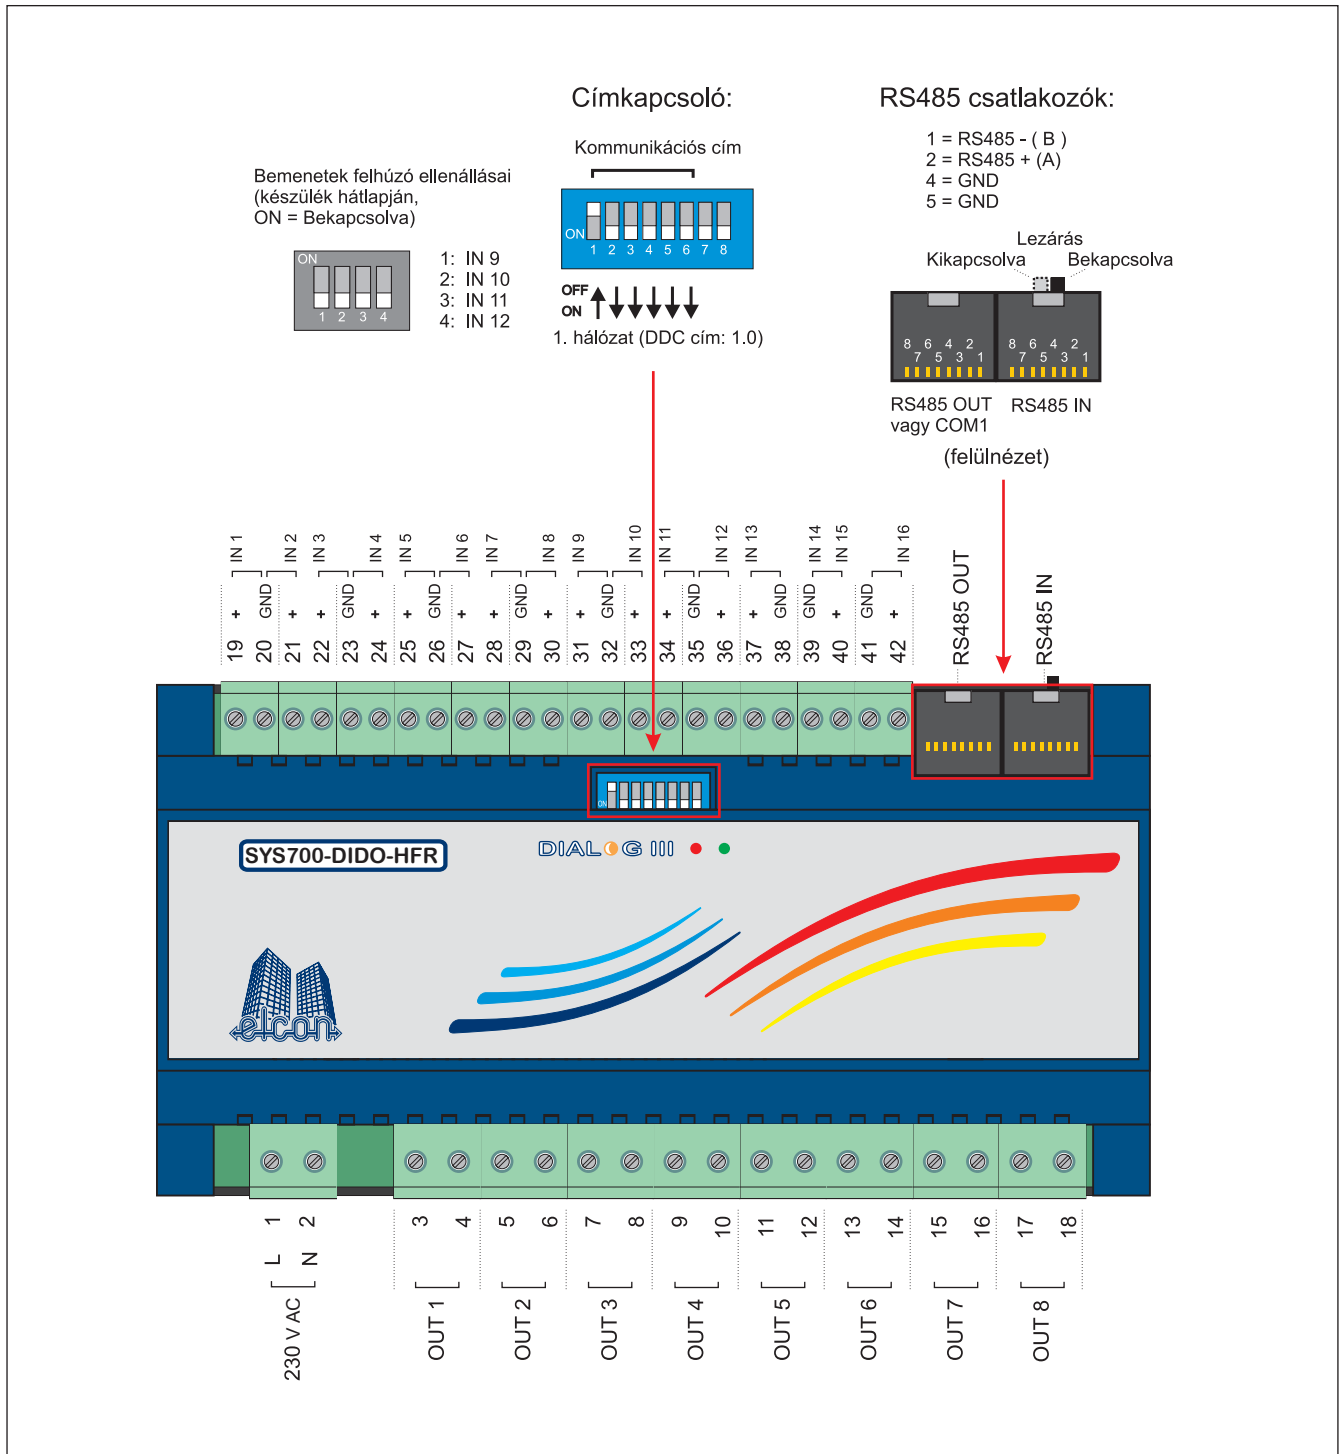 Címkapcsoló:
RS485 csatlakozók:
Kommunikációs cím
1 = RS485 - ( B )
2 = RS485 + (A)
4 = GND
5 = GND
Bemenetek felhúzó ellenállásai
(készülék hátlapján,
ON = Bekapcsolva)
ON
1 2 3 4
1: IN 9
2: IN 10
3: IN 11
4: IN 12
ON
1 2 3 4 5 6 7 8
OFF
ON
1. hálózat (DDC cím: 1.0)
Lezárás
Kikapcsolva
Bekapcsolva
8 6 4 2
7 5 3 1
8 6 4 2
7 5 3 1
RS485 OUT
vagy COM1
RS485 IN
(felülnézet)
IN 1 IN 2 IN 3 IN 4 IN 5 IN 6 IN 7 IN 8 IN 9 IN 10 IN 11 IN 12 IN 13 IN 14 IN 15 IN 16
+ GND + + GND + + GND + + GND + + GND + + GND + + GND GND + GND +
19 20 21 22 23 24 25 26 27 28 29 30 31 32 33 34 35 36 37 38 39 40 41 42
RS485 OUT
RS485 IN
ON
SYS700-DIDO-HFR
DIALOG III
elcon
1 2 3 4 5 6 7 8 9 10 11 12 13 14 15 16 17 18
L N
230 V AC
OUT 1 OUT 2 OUT 3 OUT 4 OUT 5 OUT 6 OUT 7 OUT 8